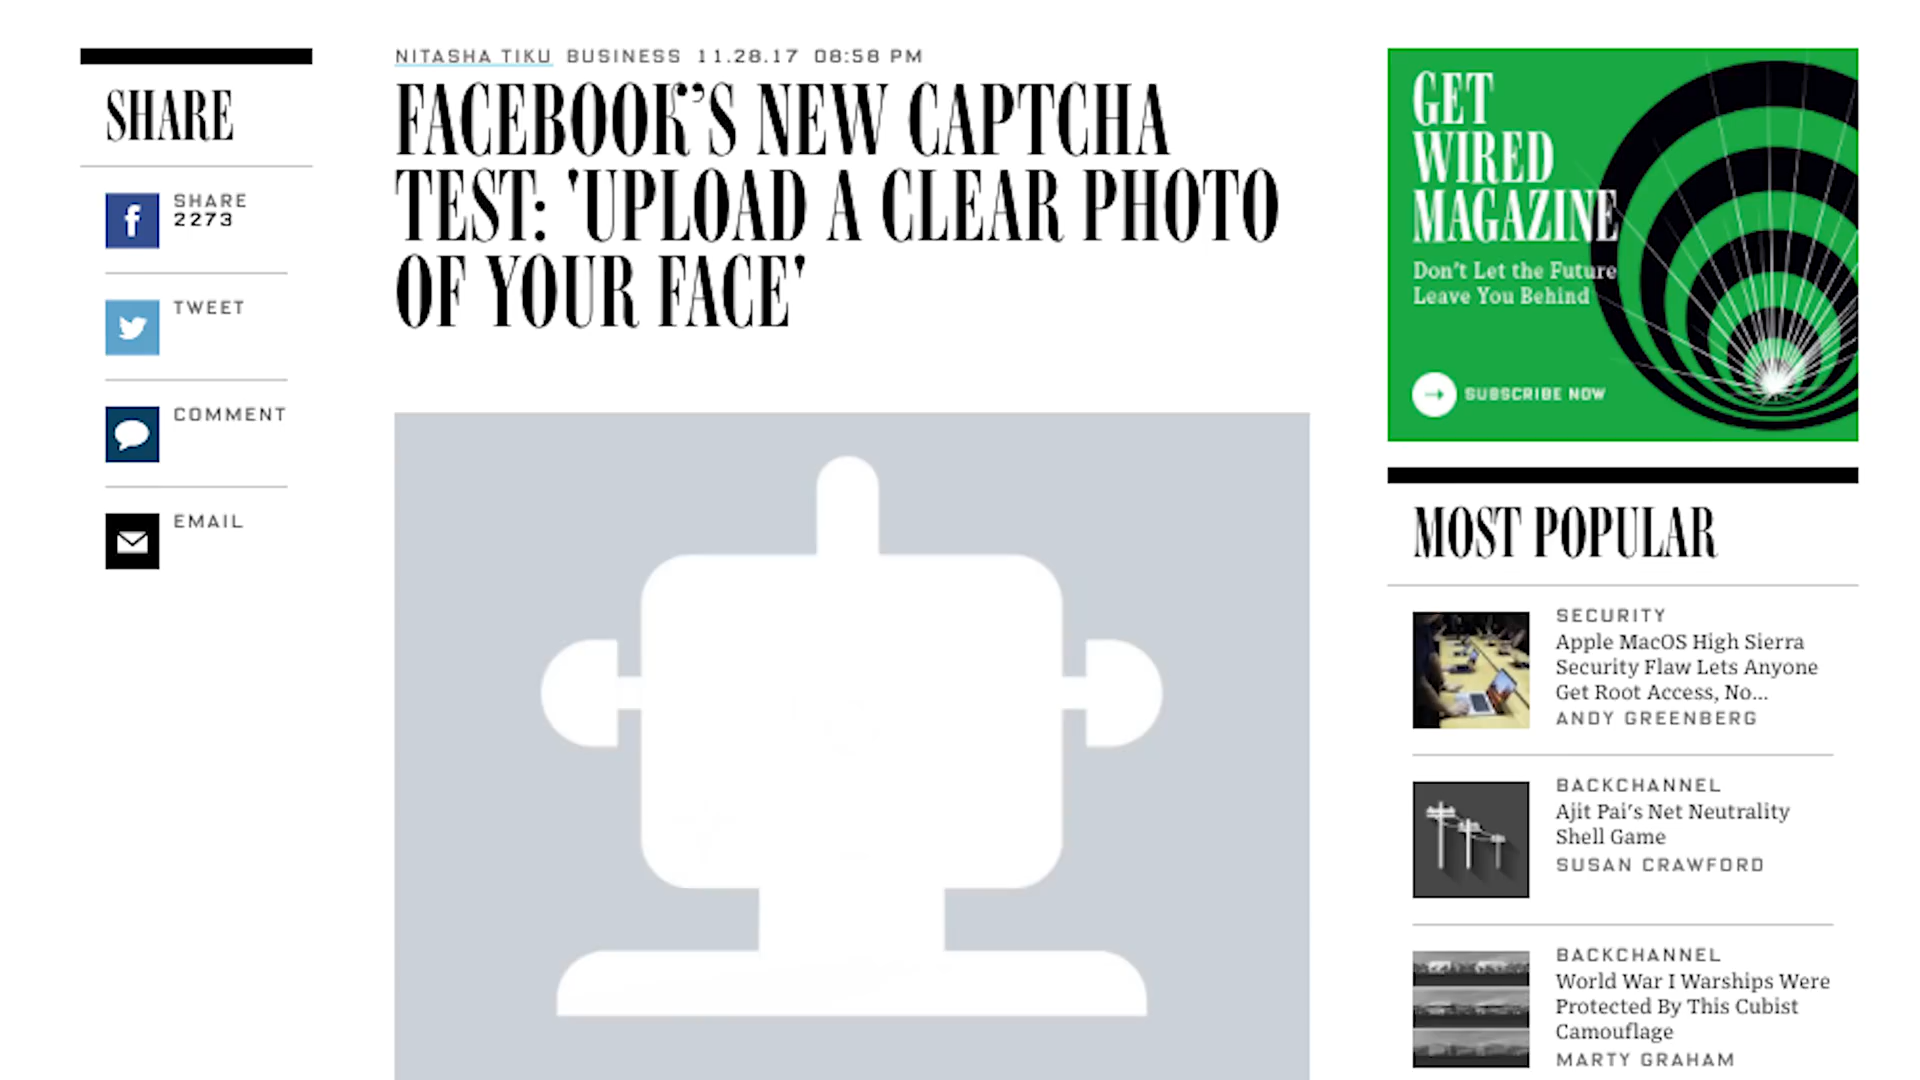 SHARE
SHARE
2273
TWEET
COMMENT
EMAIL
NITASHA TIKU BUSINESS 11.28.17 08:58 PM
FACEBOOK'S NEW CAPTCHA
TEST: 'UPLOAD A CLEAR PHOTO
OF YOUR FACE'
GET
WIRED
MAGAZINE
Don't Let the Future
Leave You Behind
SUBSCRIBE NOW
MOST POPULAR
SECURITY
Apple MacOS High Sierra
Security Flaw Lets Anyone
Get Root Access, No...
ANDY GREENBERG
BACKCHANNEL
Ajit Pai's Net Neutrality
Shell Game
SUSAN CRAWFORD
BACKCHANNEL
World War I Warships Were
Protected By This Cubist
Camouflage
MARTY GRAHAM